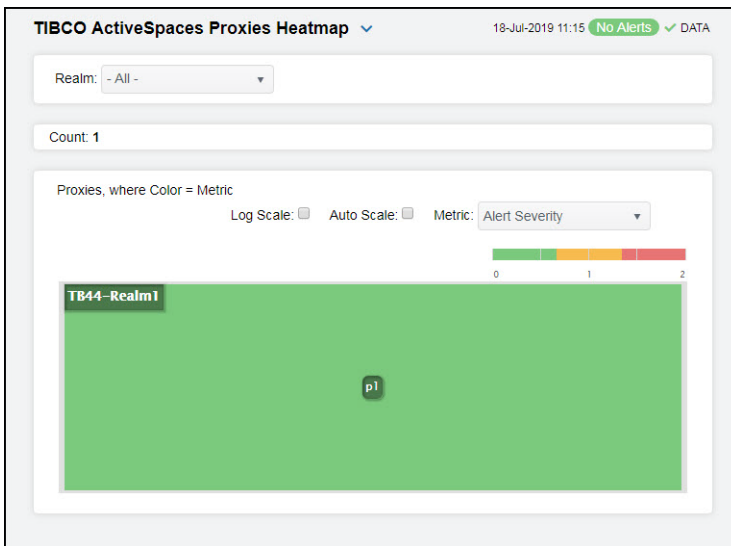 TIBCO ActiveSpaces Proxies Heatmap 18-Jul-2019 11:15 No Alerts DATA
Realm: - All -
Count: 1
Proxies, where Color = Metric
Log Scale: Auto Scale: Metric: Alert Severity
0 1 2
TB44-Realm1
p1